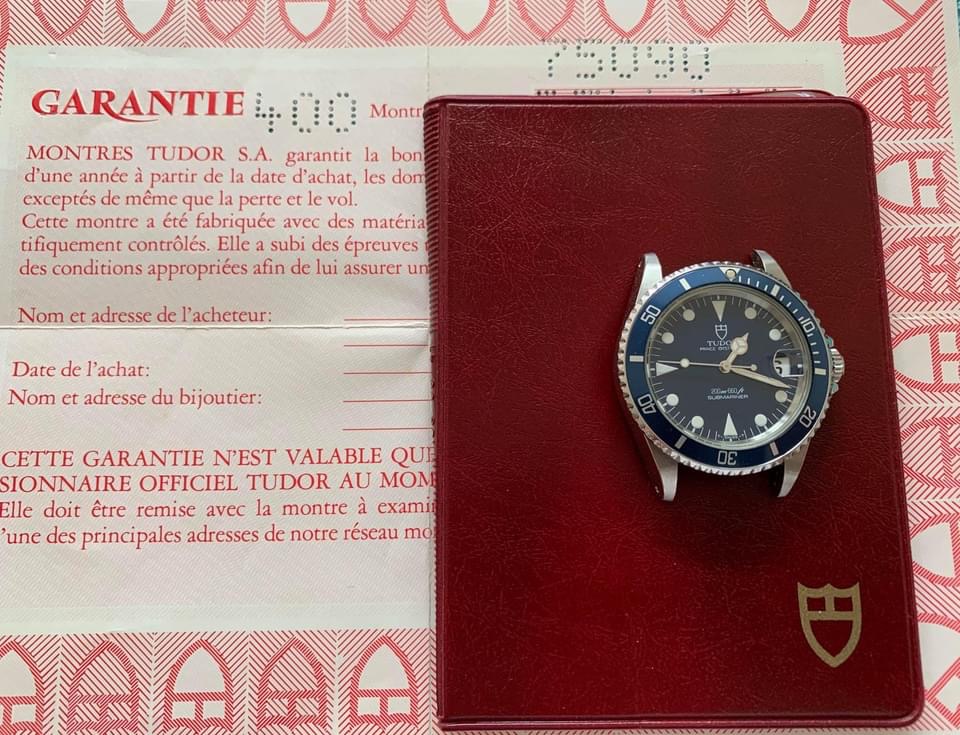 75090
GARANTIE 400 Montr
MONTRES TUDOR S.A. garantit la bon
d'une année à partir de la date d'achat, les dom
exceptés de même que la perte et le vol.
Cette montre a été fabriquée avec des matéria
tifiquement contrôlés. Elle a subi des épreuves
des conditions appropriées afin de lui assurer un
Nom et adresse de l'acheteur:
Date de l'achat:
Nom et adresse du bijoutier:
CETTE GARANTIE N'EST VALABLE QUE
SIONNAIRE OFFICIEL TUDOR AU MOM
Elle doit être remise avec la montre à exami
'une des principales adresses de notre réseau mo
10
20
30
40
50
TUDOR
PRINCE
200m=660ft
SUBMARINER